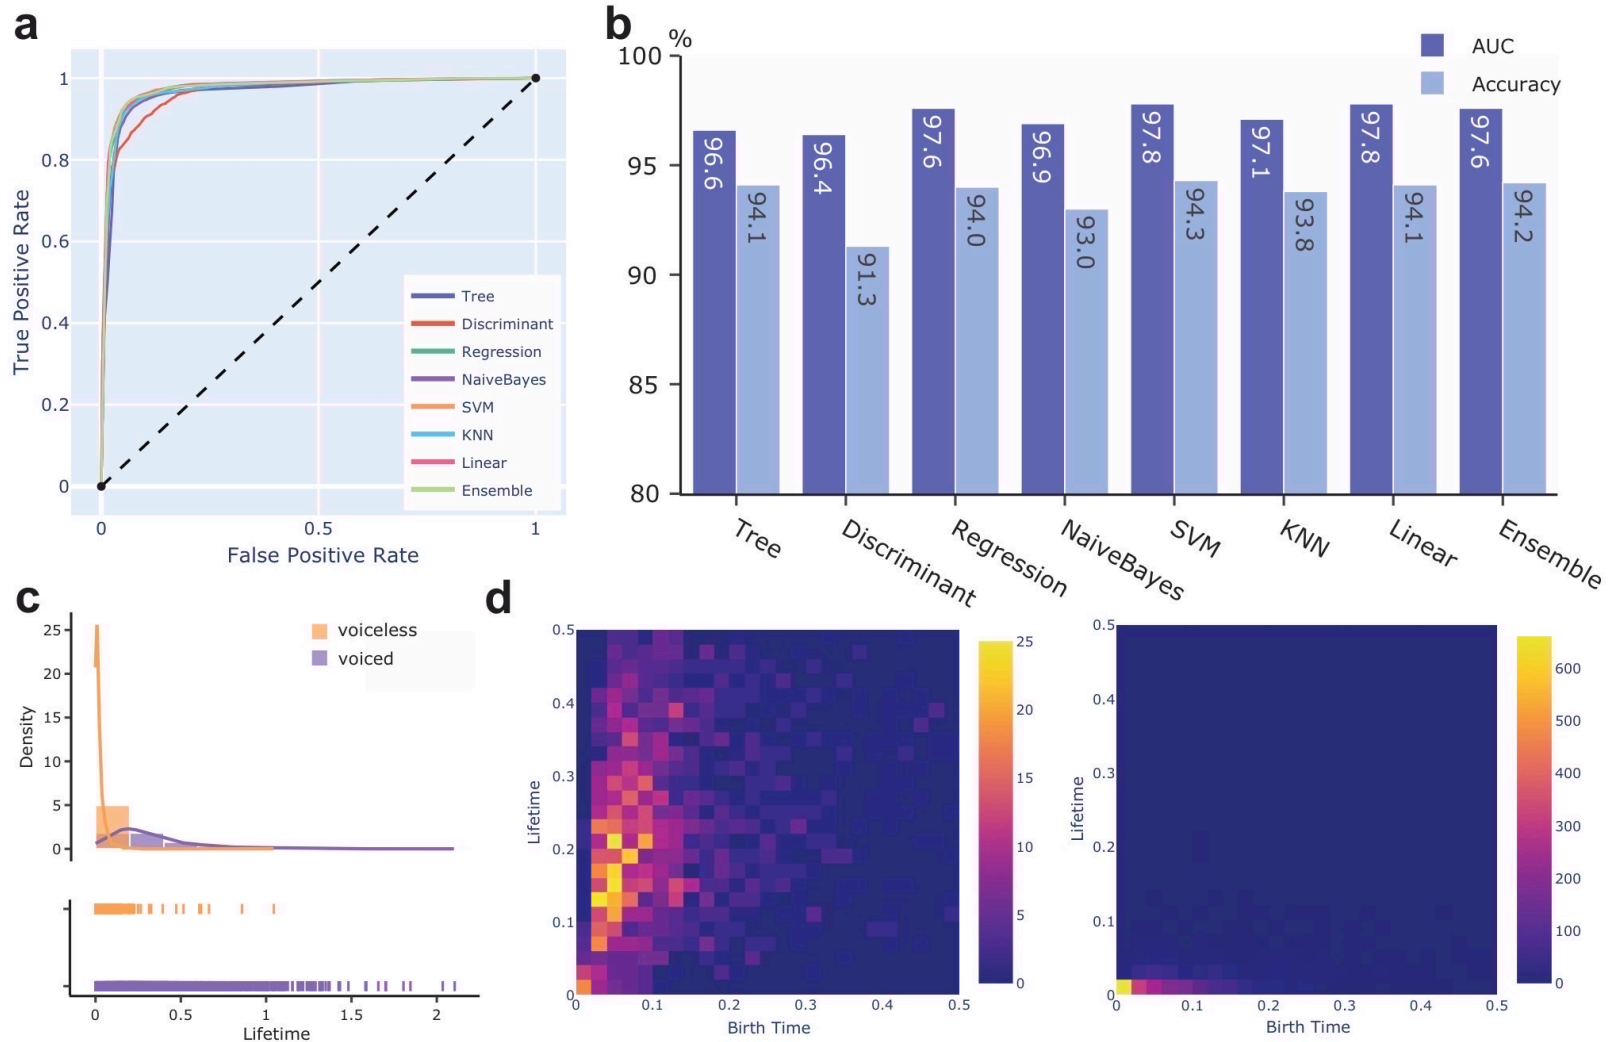 a
1
0.8
0.6
0.4
0.2
0
True Positive Rate
0 0.5 1
False Positive Rate
Tree
Discriminant
Regression
NaiveBayes
SVM
KNN
Linear
Ensemble
b
%
100
95
90
85
80
AUC
Accuracy
96.6 94.1 96.4 91.3 97.6 94.0 96.9 93.0 97.8 94.3 97.1 93.8 97.8 94.1 97.6 94.2
Tree Discriminant Regression NaiveBayes SVM KNN Linear Ensemble
c
25
20
15
10
5
0
Density
voiceless
voiced
0 0.5 1 1.5 2
Lifetime
d
0.5
0.4
0.3
0.2
0.1
0
Lifetime
0 0.1 0.2 0.3 0.4 0.5
Birth Time
25
20
15
10
5
0
0.5
0.4
0.3
0.2
0.1
0
Lifetime
0 0.1 0.2 0.3 0.4 0.5
Birth Time
600
500
400
300
200
100
0